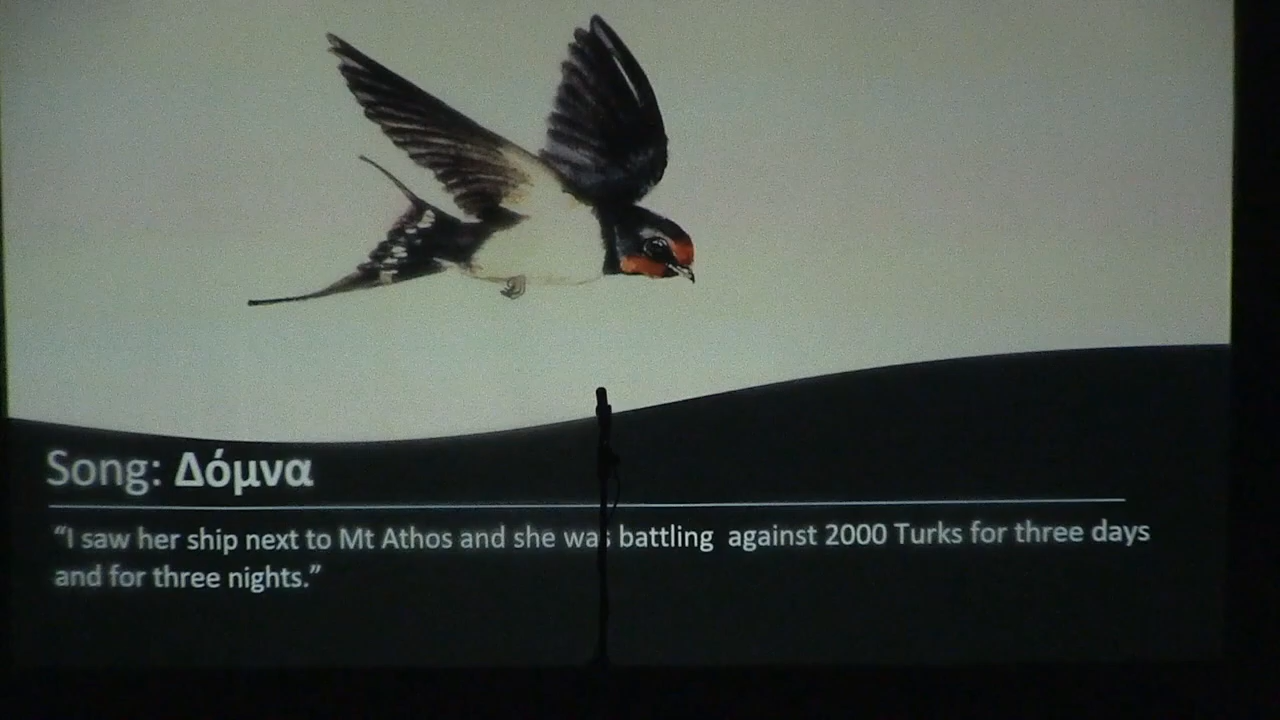 Song: Δόμνα
“I saw her ship next to Mt Athos and she was battling  against 2000 Turks for three days
and for three nights.”